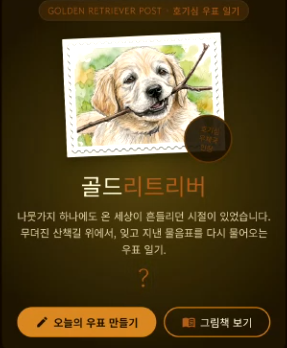 GOLDEN RETRIEVER POST · 호기심 우표 일기
골드리트리버
나뭇가지 하나에도 온 세상이 흔들리던 시절이 있었습니다.
무뎌진 산책길 위에서, 잊고 지낸 물음표를 다시 물어오는
우표 일기.
?
오늘의 우표 만들기
그림책 보기